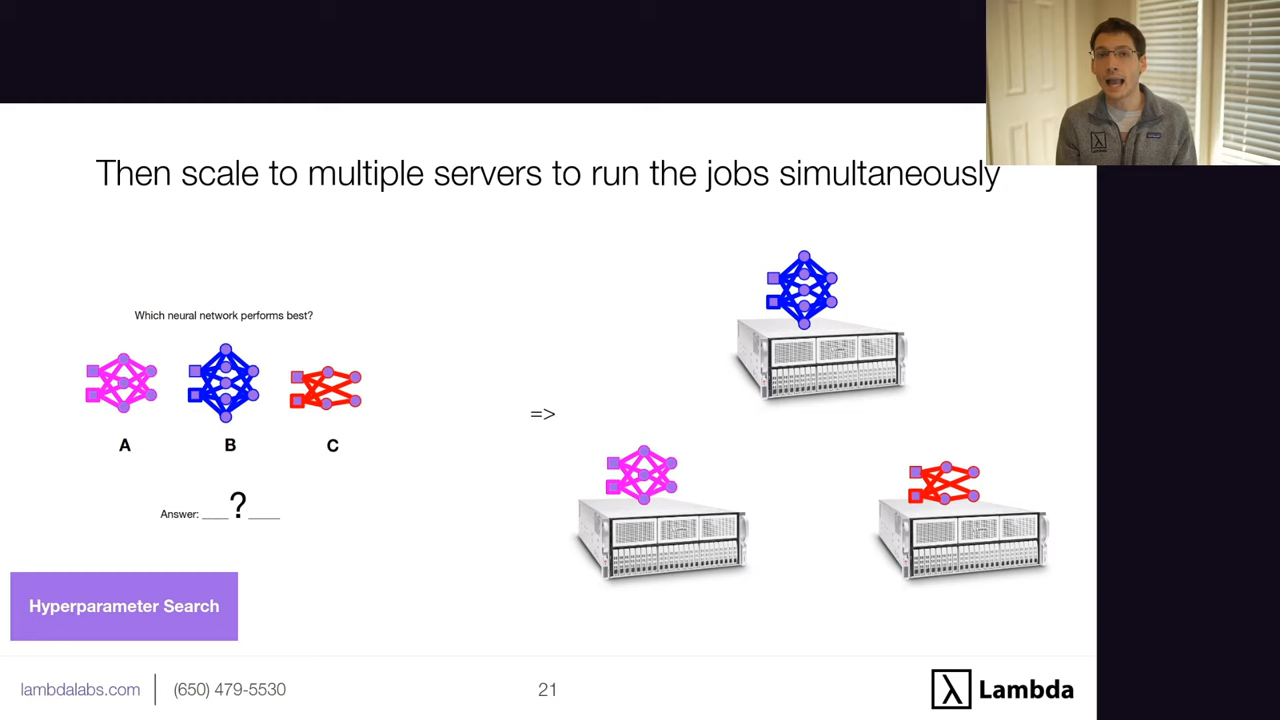 Then scale to multiple servers to run the jobs simultaneously
Which neural network performs best?
A B C
Answer: ____?_____
=>
Hyperparameter Search
lambdalabs.com
(650) 479-5530
21
λ Lambda